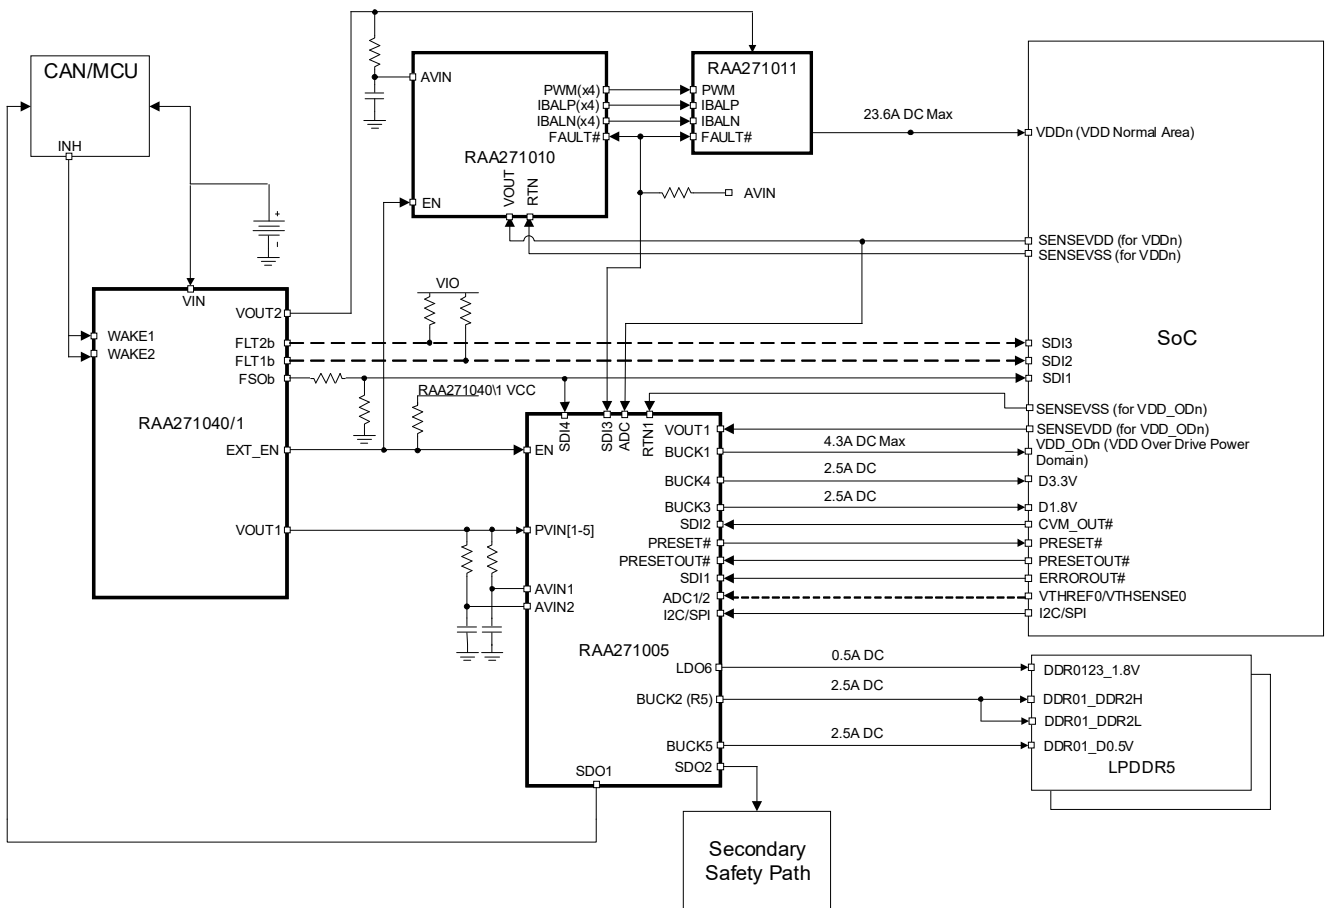 CAN/MCU
INH
AVIN
PWM(x4)
IBALP(x4)
IBALN(x4)
FAULT#
RAA271010
EN
VOUT
RTN
RAA271011
PWM
IBALP
IBALN
FAULT#
AVIN
23.6A DC Max
VDDn (VDD Normal Area)
SENSEVDD (for VDDn)
SENSEVSS (for VDDn)
SoC
SDI3
SDI2
SDI1
SENSEVSS (for VDD_ODn)
SENSEVDD (for VDD_ODn)
VDD_ODn (VDD Over Drive Power
Domain)
D3.3V
D1.8V
CVM_OUT#
PRESET#
PRESETOUT#
ERROROUT#
VTHREF0/VTHSENSE0
I2C/SPI
+
-
VIN
VOUT2
WAKE1
WAKE2
FLT2b
FLT1b
FSOb
RAA271040/1
EXT_EN
VOUT1
VIO
RAA271040\1 VCC
SDI4
SDI3
ADC
RTN1
EN
PVIN[1-5]
AVIN1
AVIN2
RAA271005
VOUT1
BUCK1
BUCK4
BUCK3
SDI2
PRESET#
PRESETOUT#
SDI1
ADC1/2
I2C/SPI
LDO6
BUCK2 (R5)
BUCK5
SDO2
SDO1
4.3A DC Max
2.5A DC
2.5A DC
0.5A DC
2.5A DC
2.5A DC
DDR0123_1.8V
DDR01_DDR2H
DDR01_DDR2L
DDR01_D0.5V
LPDDR5
Secondary
Safety Path